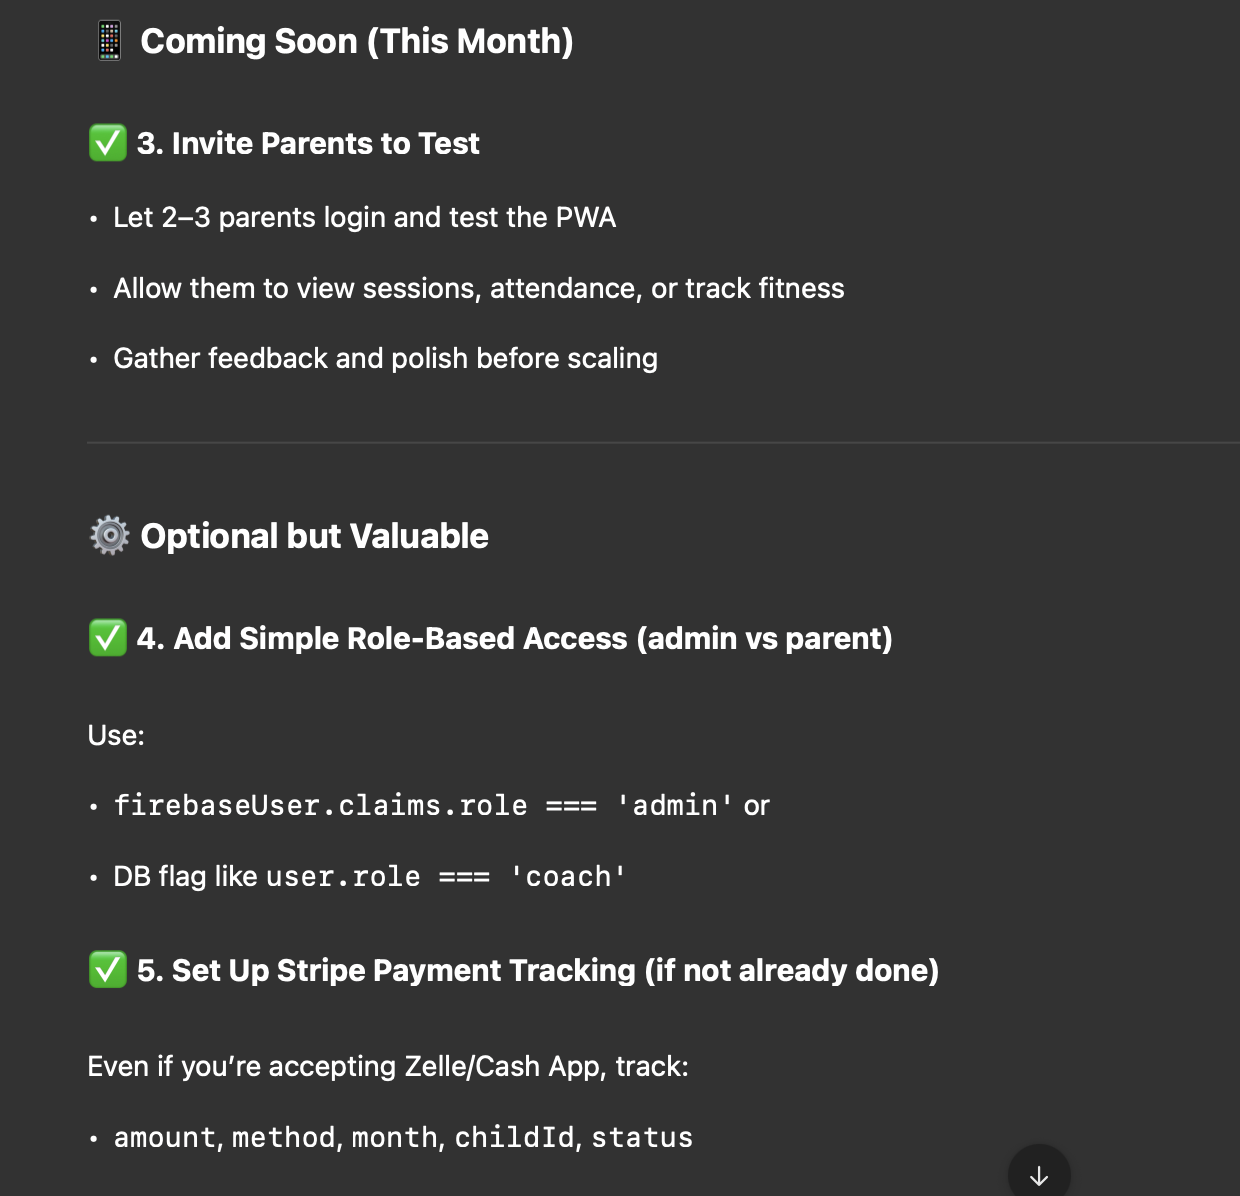 📱 Coming Soon (This Month)
✅ 3. Invite Parents to Test
• Let 2–3 parents login and test the PWA
• Allow them to view sessions, attendance, or track fitness
• Gather feedback and polish before scaling
⚙️ Optional but Valuable
✅ 4. Add Simple Role-Based Access (admin vs parent)
Use:
• firebaseUser.claims.role === 'admin' or
• DB flag like user.role === 'coach'
✅ 5. Set Up Stripe Payment Tracking (if not already done)
Even if you’re accepting Zelle/Cash App, track:
• amount, method, month, childId, status